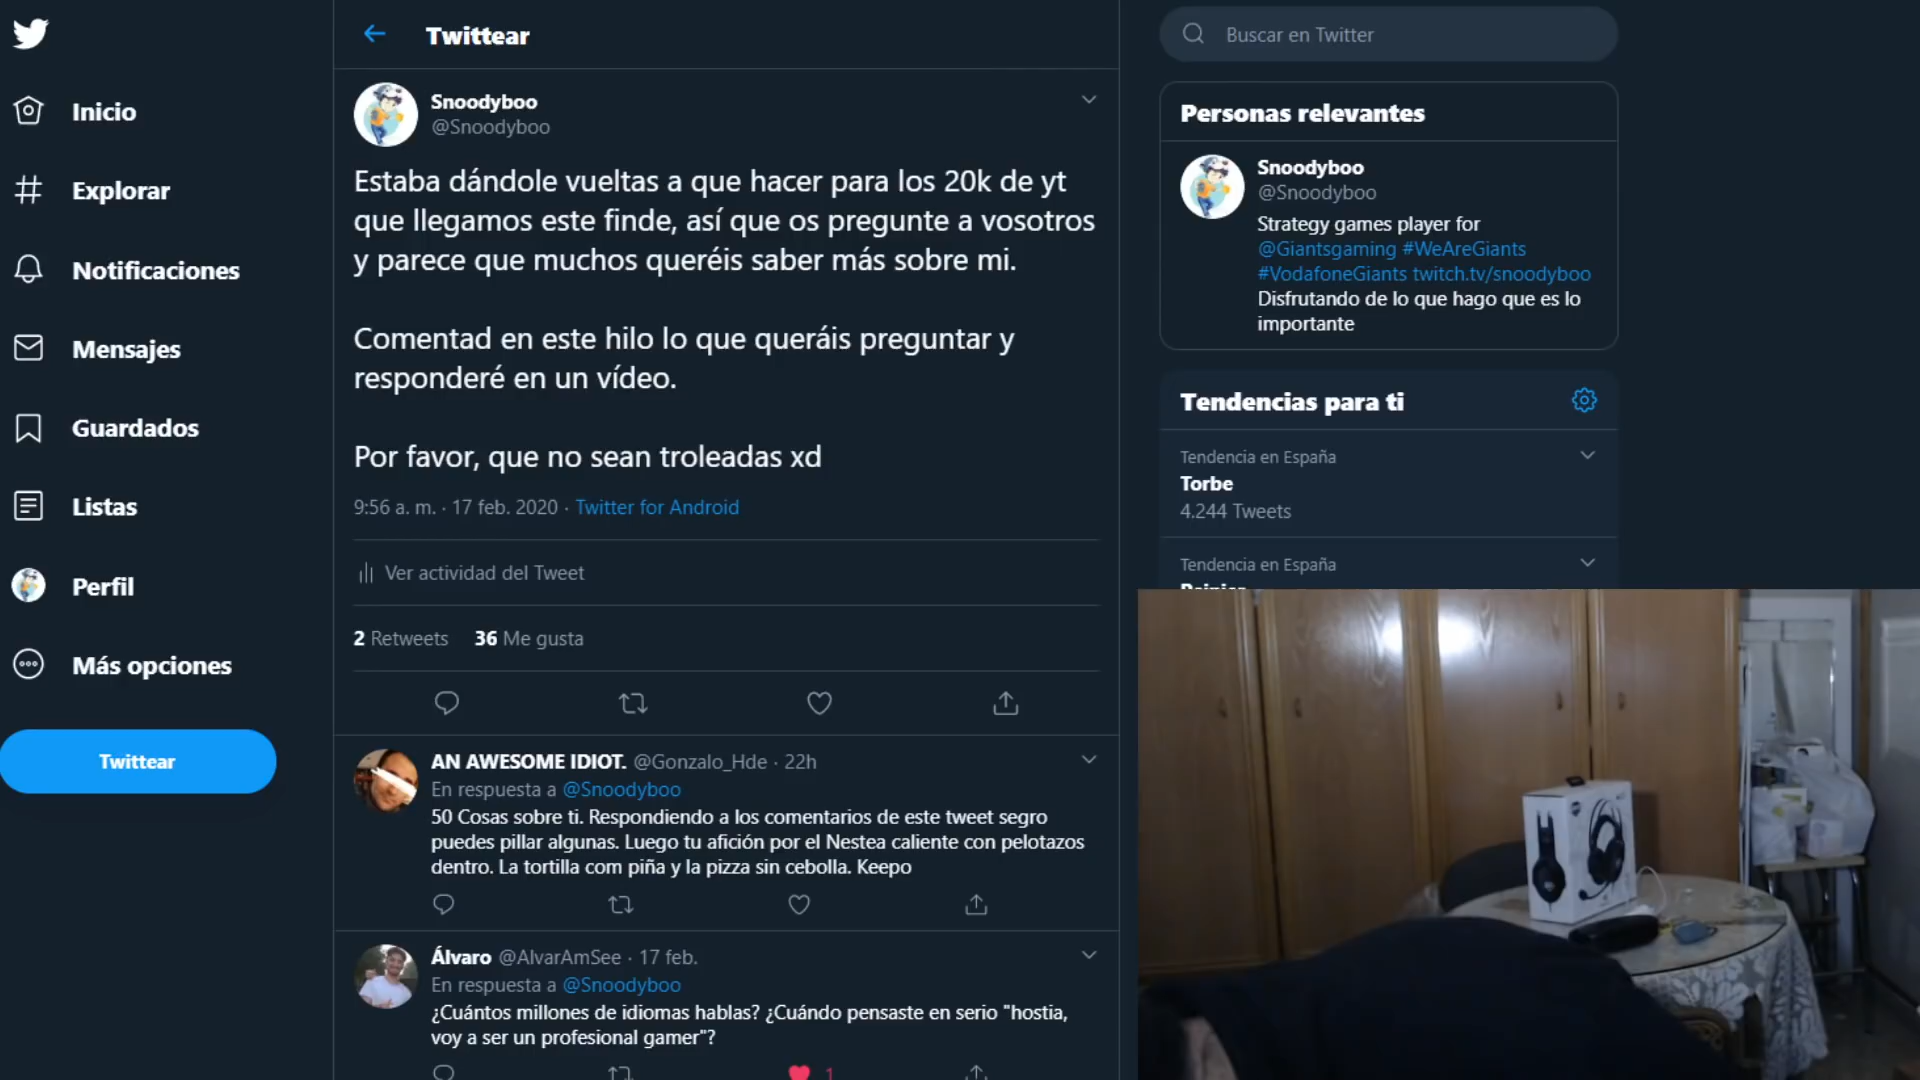 Inicio
Explorar
Notificaciones
Mensajes
Guardados
Listas
Perfil
Más opciones
Twittear
Twittear
Snoodyboo
@Snoodyboo
Estaba dándole vueltas a que hacer para los 20k de yt
que llegamos este finde, así que os pregunte a vosotros
y parece que muchos queréis saber más sobre mi.
Comentad en este hilo lo que queráis preguntar y
responderé en un vídeo.
Por favor, que no sean troleadas xd
9:56 a. m. · 17 feb. 2020 · Twitter for Android
Ver actividad del Tweet
2 Retweets 36 Me gusta
AN AWESOME IDIOT. @Gonzalo_Hde · 22h
En respuesta a @Snoodyboo
50 Cosas sobre ti. Respondiendo a los comentarios de este tweet segro
puedes pillar algunas. Luego tu afición por el Nestea caliente con pelotazos
dentro. La tortilla com piña y la pizza sin cebolla. Keepo
Álvaro @AlvarAmSee · 17 feb.
En respuesta a @Snoodyboo
¿Cuántos millones de idiomas hablas? ¿Cuándo pensaste en serio "hostia,
voy a ser un profesional gamer"?
1
Buscar en Twitter
Personas relevantes
Snoodyboo
@Snoodyboo
Strategy games player for
@Giantsgaming #WeAreGiants
#VodafoneGiants twitch.tv/snoodyboo
Disfrutando de lo que hago que es lo
importante
Tendencias para ti
Tendencia en España
Torbe
4.244 Tweets
Tendencia en España